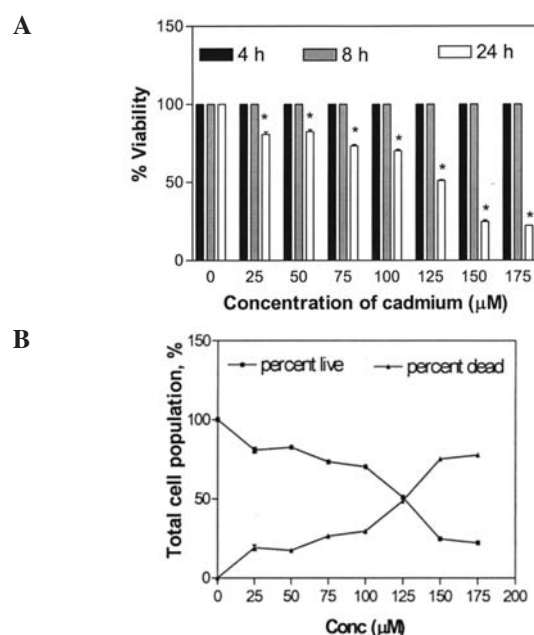 A
150
100
50
0
% Viability
4 h 8 h 24 h
* * * * * * *
0 25 50 75 100 125 150 175
Concentration of cadmium (μM)
B
150
100
50
0
Total cell population, %
percent live percent dead
0 25 50 75 100 125 150 175 200
Conc (μM)